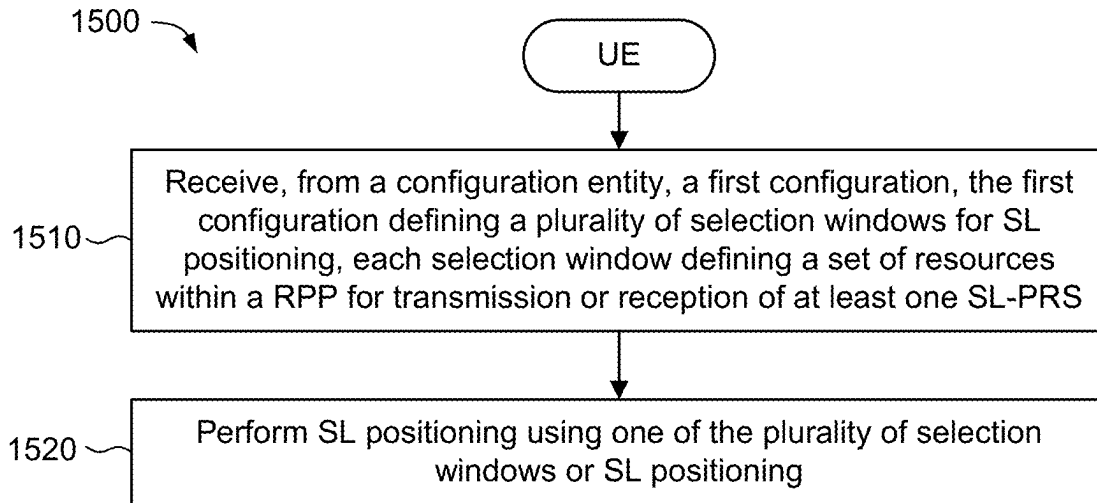 1500
UE
1510
Receive, from a configuration entity, a first configuration, the first
configuration defining a plurality of selection windows for SL
positioning, each selection window defining a set of resources
within a RPP for transmission or reception of at least one SL-PRS
1520
Perform SL positioning using one of the plurality of selection
windows or SL positioning